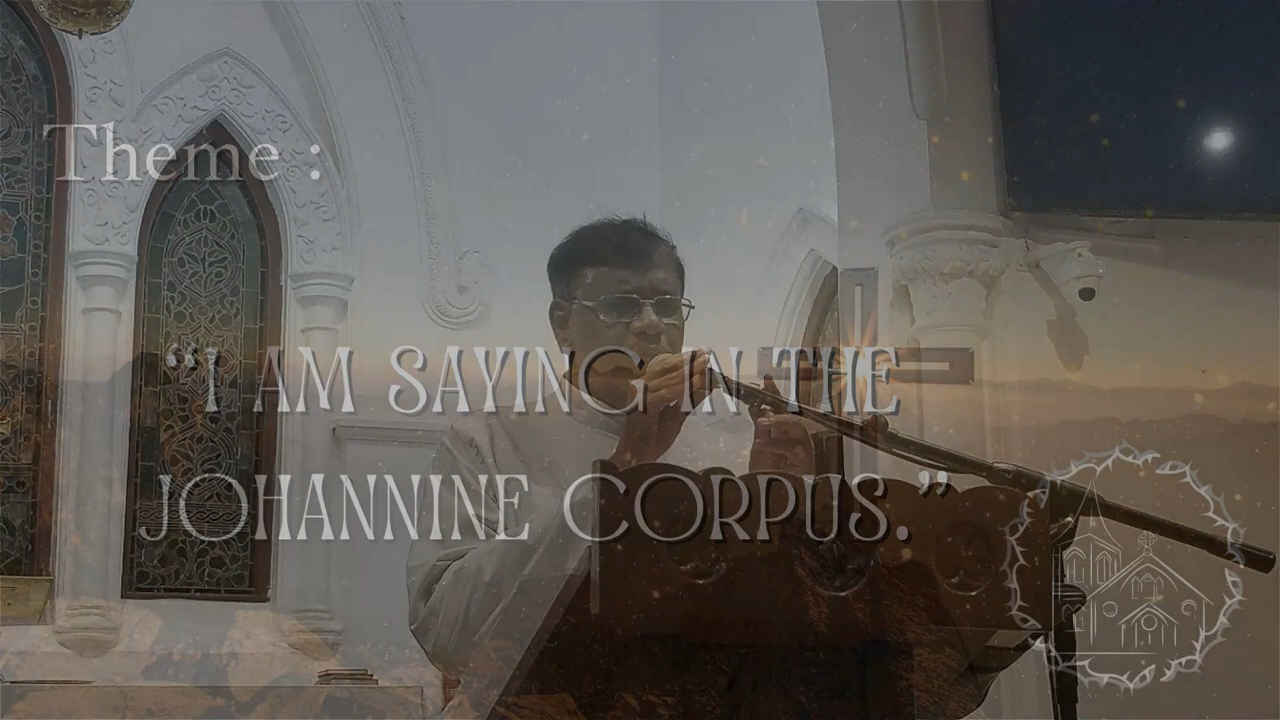 Theme :
“I AM SAYING IN THE
JOHANNINE CORPUS.”